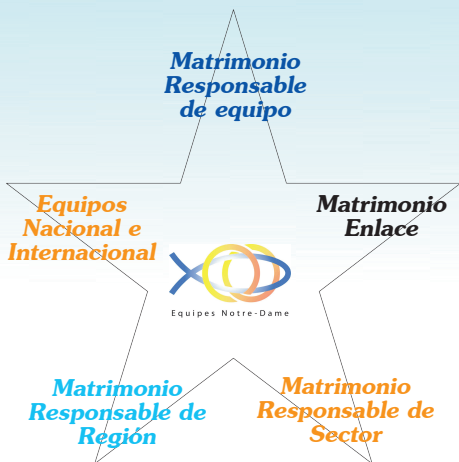 Matrimonio
Responsable
de equipo
Equipos
Nacional e
Internacional
Matrimonio
Enlace
Equipes Notre-Dame
Matrimonio
Responsable de
Región
Matrimonio
Responsable de
Sector